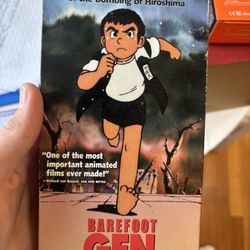 of the bombing of Hiroshima
"One of the most
important animated
films ever made!"
BAREFOOT
GEN